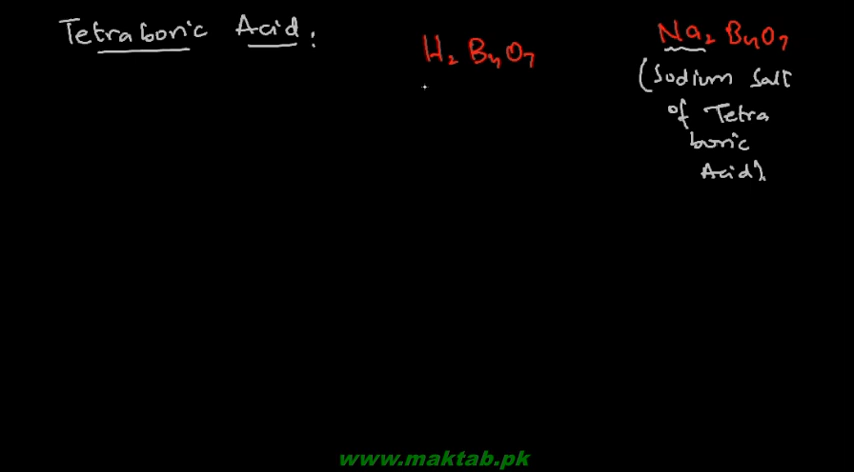 Tetraboric Acid:
H₂B₄O₇
Na₂B₄O₇
(Sodium Salt
of Tetra
boric
Acid)
www.maktab.pk